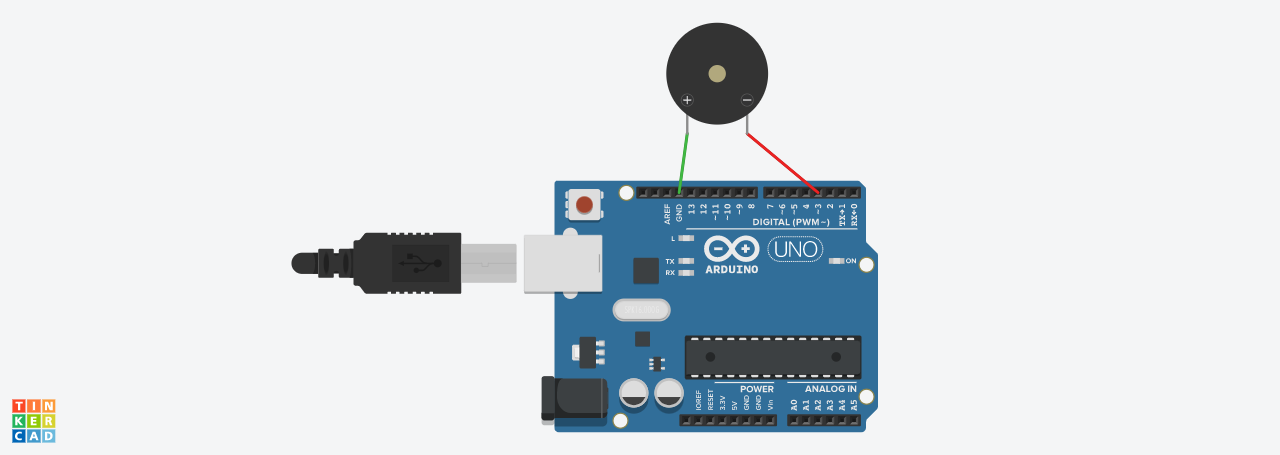 + −
AREF GND 13 12 ~11 ~10 ~9 8 7 ~6 ~5 4 ~3 2 TX→1 RX←0
DIGITAL (PWM~)
L
TX
RX
ARDUINO
UNO
ON
POWER
ANALOG IN
IOREF RESET 3.3V 5V GND GND Vin A0 A1 A2 A3 A4 A5
TIN
KER
CAD